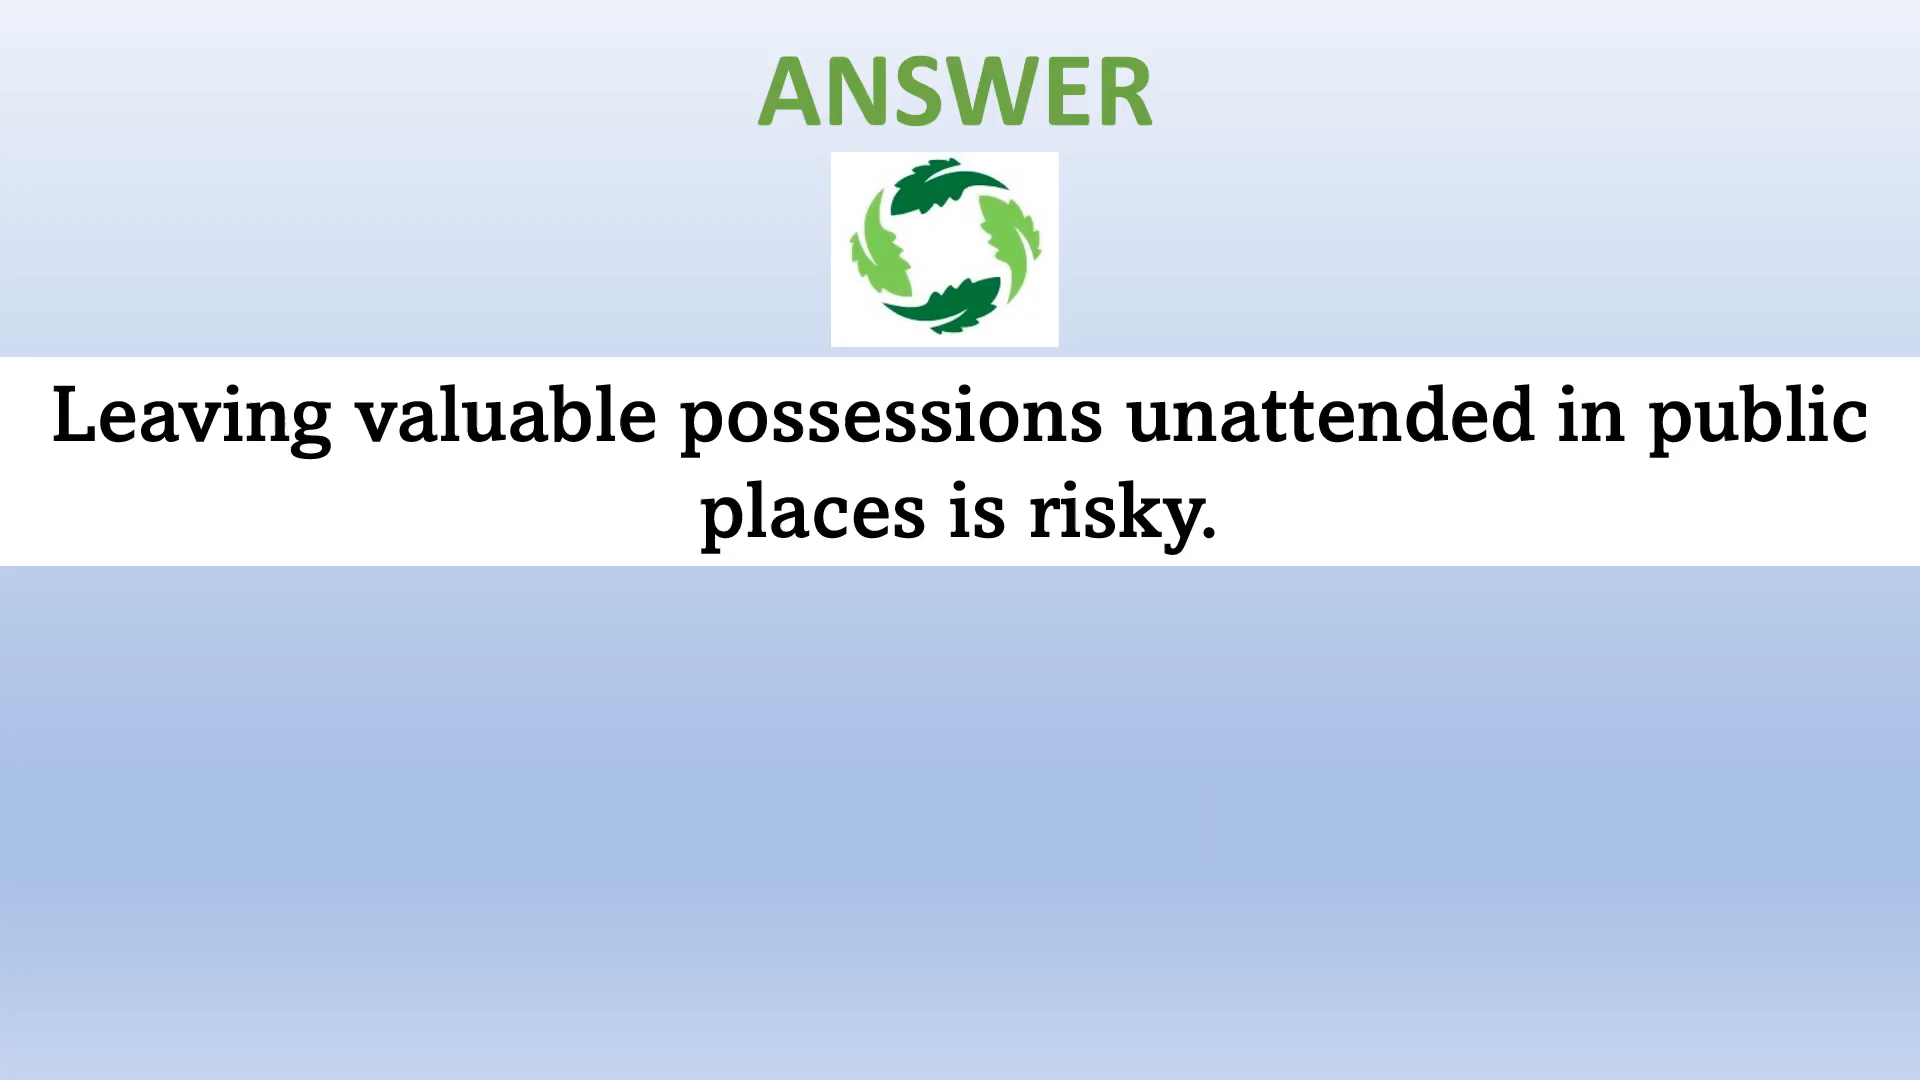 ANSWER
Leaving valuable possessions unattended in public
places is risky.